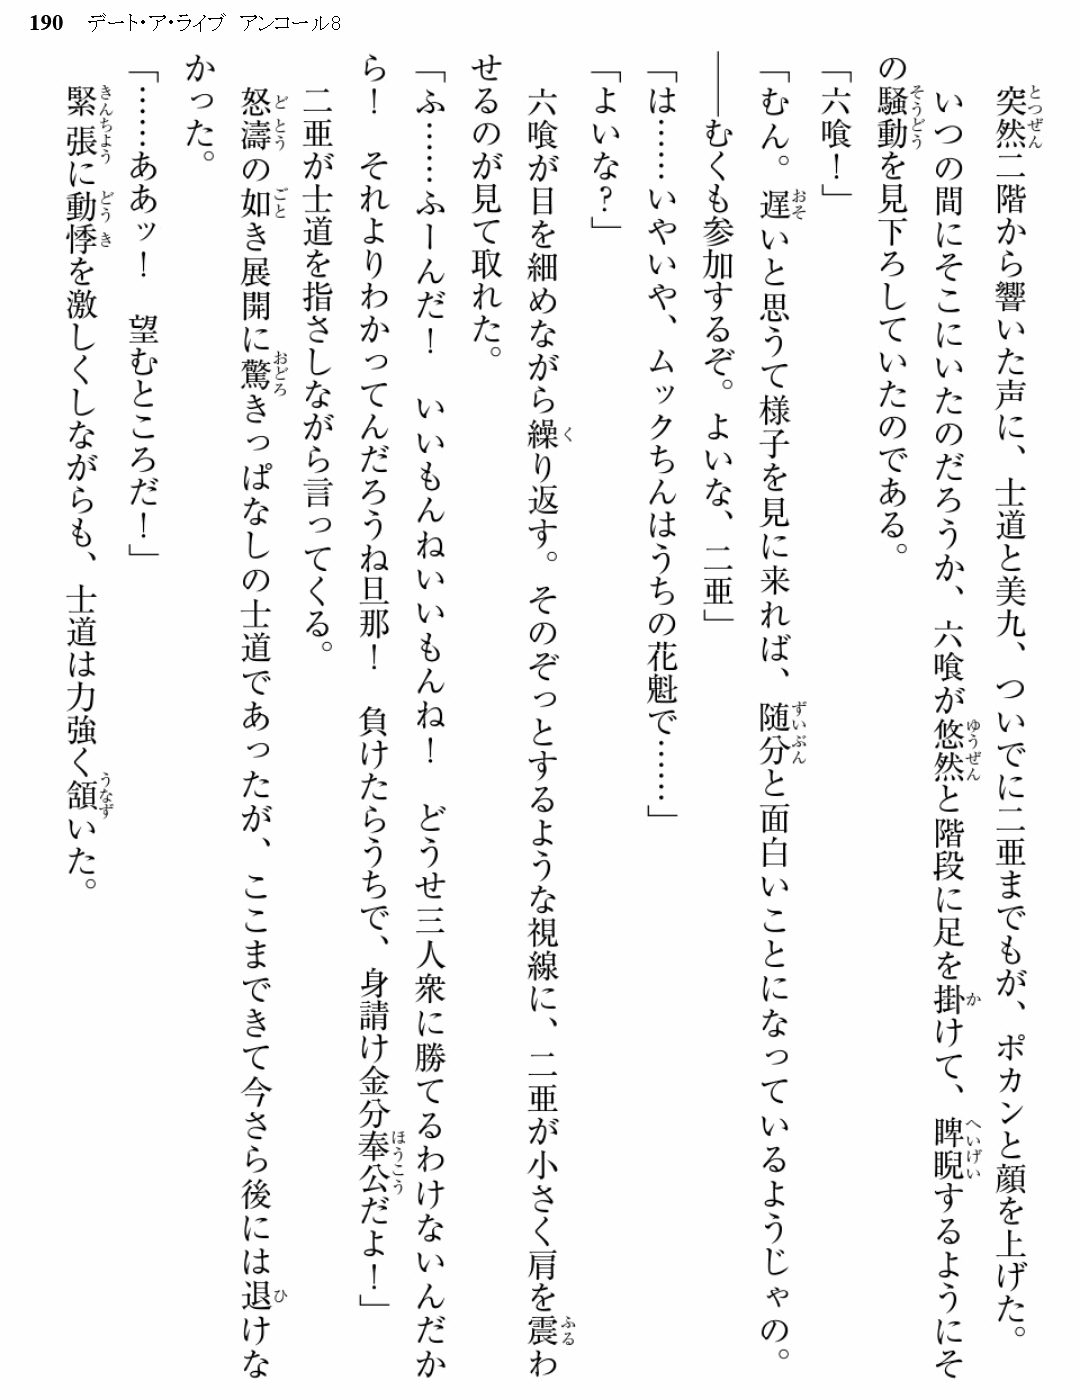 190 デート・ア・ライブ アンコール8
突然二階から響いた声に、士道と美九、ついでに二亜までもが、ポカンと顔を上げた。
いつの間にそこにいたのだろうか、六喰が悠然と階段に足を掛けて、睥睨するようにそ
の騒動を見下ろしていたのである。
「六喰！」
「むん。遅いと思うて様子を見に来れば、随分と面白いことになっているようじゃの。
――むくも参加するぞ。よいな、二亜」
「は……いやいや、ムックちんはうちの花魁で……」
「よいな？」
六喰が目を細めながら繰り返す。そのぞっとするような視線に、二亜が小さく肩を震わ
せるのが見て取れた。
「ふ……ふーんだ！　いいもんねいいもんね！　どうせ三人衆に勝てるわけないんだか
ら！　それよりわかってんだろうね旦那！　負けたらうちで、身請け金分奉公だよ！」
二亜が士道を指さしながら言ってくる。
怒濤の如き展開に驚きっぱなしの士道であったが、ここまできて今さら後には退けな
かった。
「……ああッ！　望むところだ！」
緊張に動悸を激しくしながらも、士道は力強く頷いた。